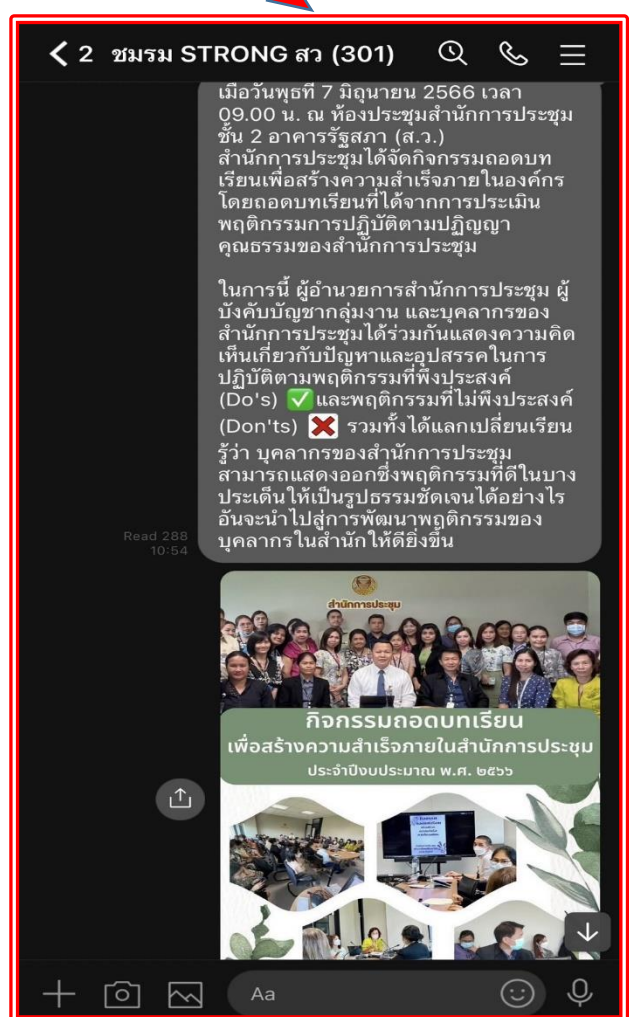 2 ชมรม STRONG สว (301)
เมื่อวันพุธที่ 7 มิถุนายน 2566 เวลา
09.00 น. ณ ห้องประชุมสำนักการประชุม
ชั้น 2 อาคารรัฐสภา (ส.ว.)
สำนักการประชุมได้จัดกิจกรรมถอดบท
เรียนเพื่อสร้างความสำเร็จภายในองค์กร
โดยถอดบทเรียนที่ได้จากการประเมิน
พฤติกรรมการปฏิบัติตามปฏิญญา
คุณธรรมของสำนักการประชุม
ในการนี้ ผู้อำนวยการสำนักการประชุม ผู้
บังคับบัญชากลุ่มงาน และบุคลากรของ
สำนักการประชุมได้ร่วมกันแสดงความคิด
เห็นเกี่ยวกับปัญหาและอุปสรรคในการ
ปฏิบัติตามพฤติกรรมที่พึงประสงค์
(Do's) ✅และพฤติกรรมที่ไม่พึงประสงค์
(Don'ts) ❌ รวมทั้งได้แลกเปลี่ยนเรียน
รู้ว่า บุคลากรของสำนักการประชุม
สามารถแสดงออกซึ่งพฤติกรรมที่ดีในบาง
ประเด็นให้เป็นรูปธรรมชัดเจนได้อย่างไร
อันจะนำไปสู่การพัฒนาพฤติกรรมของ
บุคลากรในสำนักให้ดียิ่งขึ้น
Read 288
10:54
สำนักการประชุม
กิจกรรมถอดบทเรียน
เพื่อสร้างความสำเร็จภายในสำนักการประชุม
ประจำปีงบประมาณ พ.ศ. ๒๕๖๖
Aa